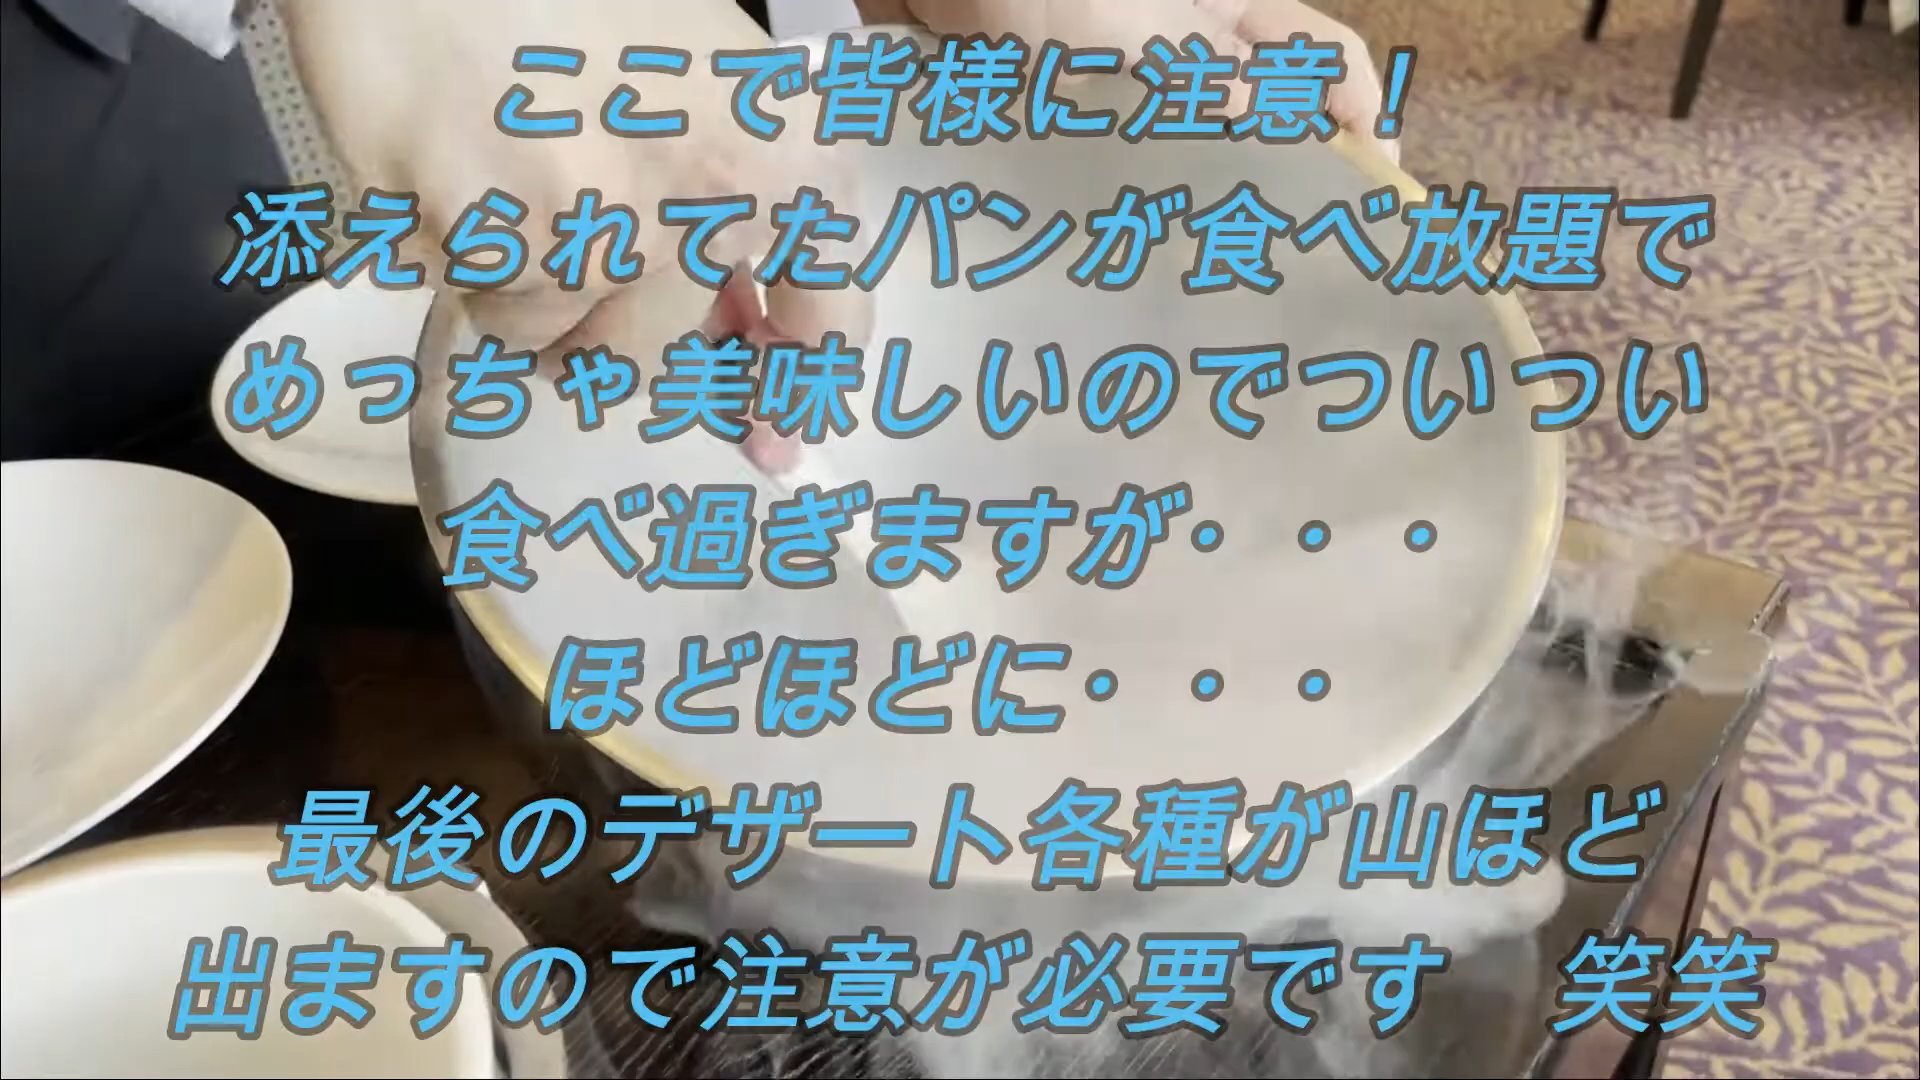 ここで皆様に注意！
添えられてたパンが食べ放題で
めっちゃ美味しいのでついつい
食べ過ぎますが・・・
ほどほどに・・・
最後のデザート各種が山ほど
出ますので注意が必要です　笑笑